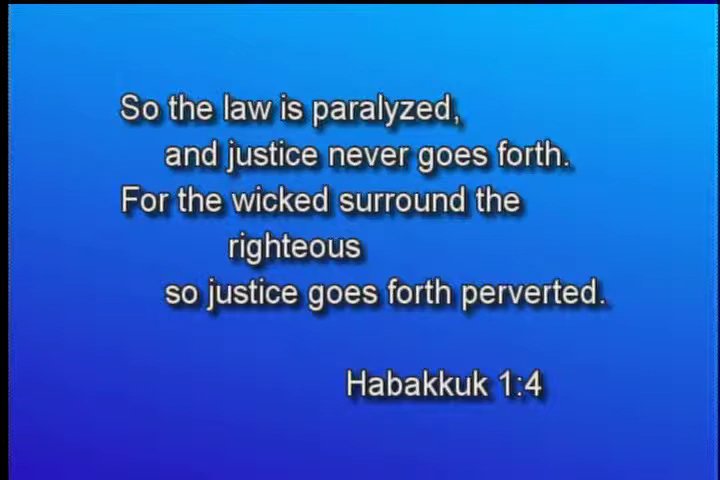 So the law is paralyzed,
and justice never goes forth.
For the wicked surround the
righteous
so justice goes forth perverted.
Habakkuk 1:4